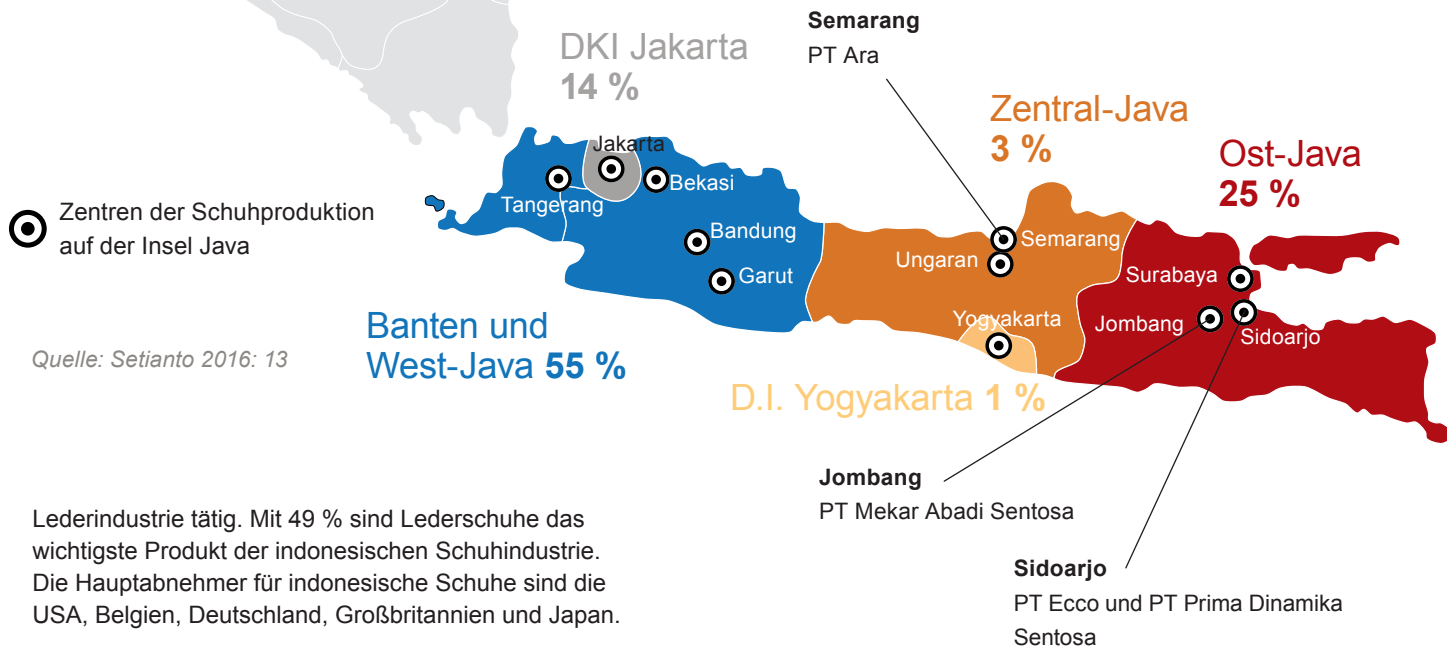 Semarang
PT Ara
DKI Jakarta
14 %
Zentral-Java
3 %
Ost-Java
25 %
Jakarta
Tangerang
Bekasi
Bandung
Garut
Semarang
Ungaran
Yogyakarta
Surabaya
Jombang
Sidoarjo
Zentren der Schuhproduktion
auf der Insel Java
Quelle: Setianto 2016: 13
Banten und
West-Java 55 %
D.I. Yogyakarta 1 %
Jombang
PT Mekar Abadi Sentosa
Sidoarjo
PT Ecco und PT Prima Dinamika
Sentosa
Lederindustrie tätig. Mit 49 % sind Lederschuhe das
wichtigste Produkt der indonesischen Schuhindustrie.
Die Hauptabnehmer für indonesische Schuhe sind die
USA, Belgien, Deutschland, Großbritannien und Japan.